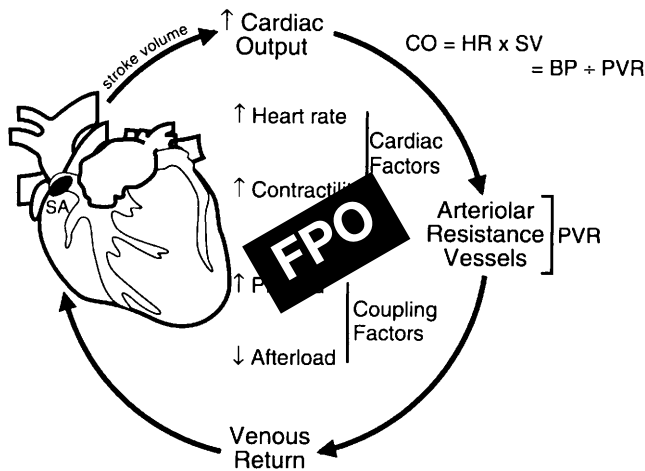 stroke volume
↑ Cardiac
Output
CO = HR x SV
= BP ÷ PVR
↑ Heart rate
Cardiac
Factors
↑
SA
Arteriolar
Resistance
Vessels
PVR
FPO
↑
Coupling
Factors
↓ Afterload
Venous
Return